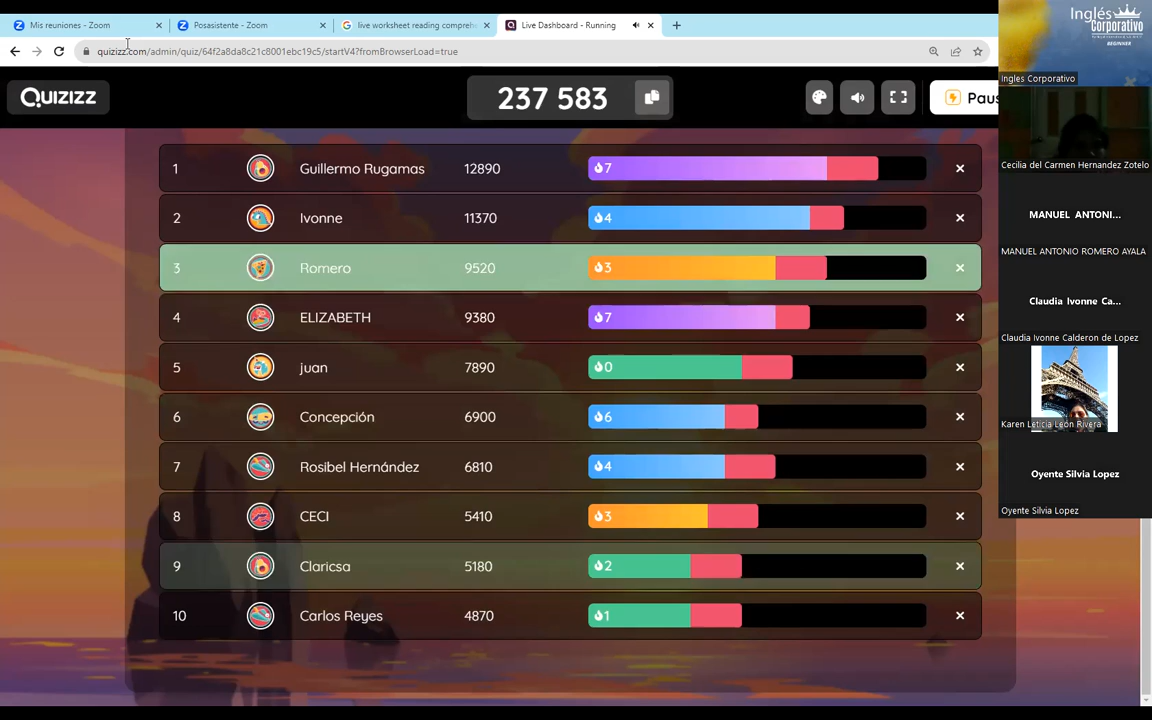 Mis reuniones - Zoom
Posasistente - Zoom
live worksheet reading comprehe
Live Dashboard - Running
quizizz.com/admin/quiz/64f2a8da8c21c8001ebc19c5/startV4?fromBrowserLoad=true
Quizizz
237 583
Paus
1 Guillermo Rugamas 12890 7
2 Ivonne 11370 4
3 Romero 9520 3
4 ELIZABETH 9380 7
5 juan 7890 0
6 Concepción 6900 6
7 Rosibel Hernández 6810 4
8 CECI 5410 3
9 Claricsa 5180 2
10 Carlos Reyes 4870 1
Inglés
Corporativo
BEGINNER
Ingles Corporativo
Cecilia del Carmen Hernandez Zotelo
MANUEL ANTONI...
MANUEL ANTONIO ROMERO AYALA
Claudia Ivonne Ca...
Claudia Ivonne Calderon de Lopez
Karen Leticia León Rivera
Oyente Silvia Lopez
Oyente Silvia Lopez